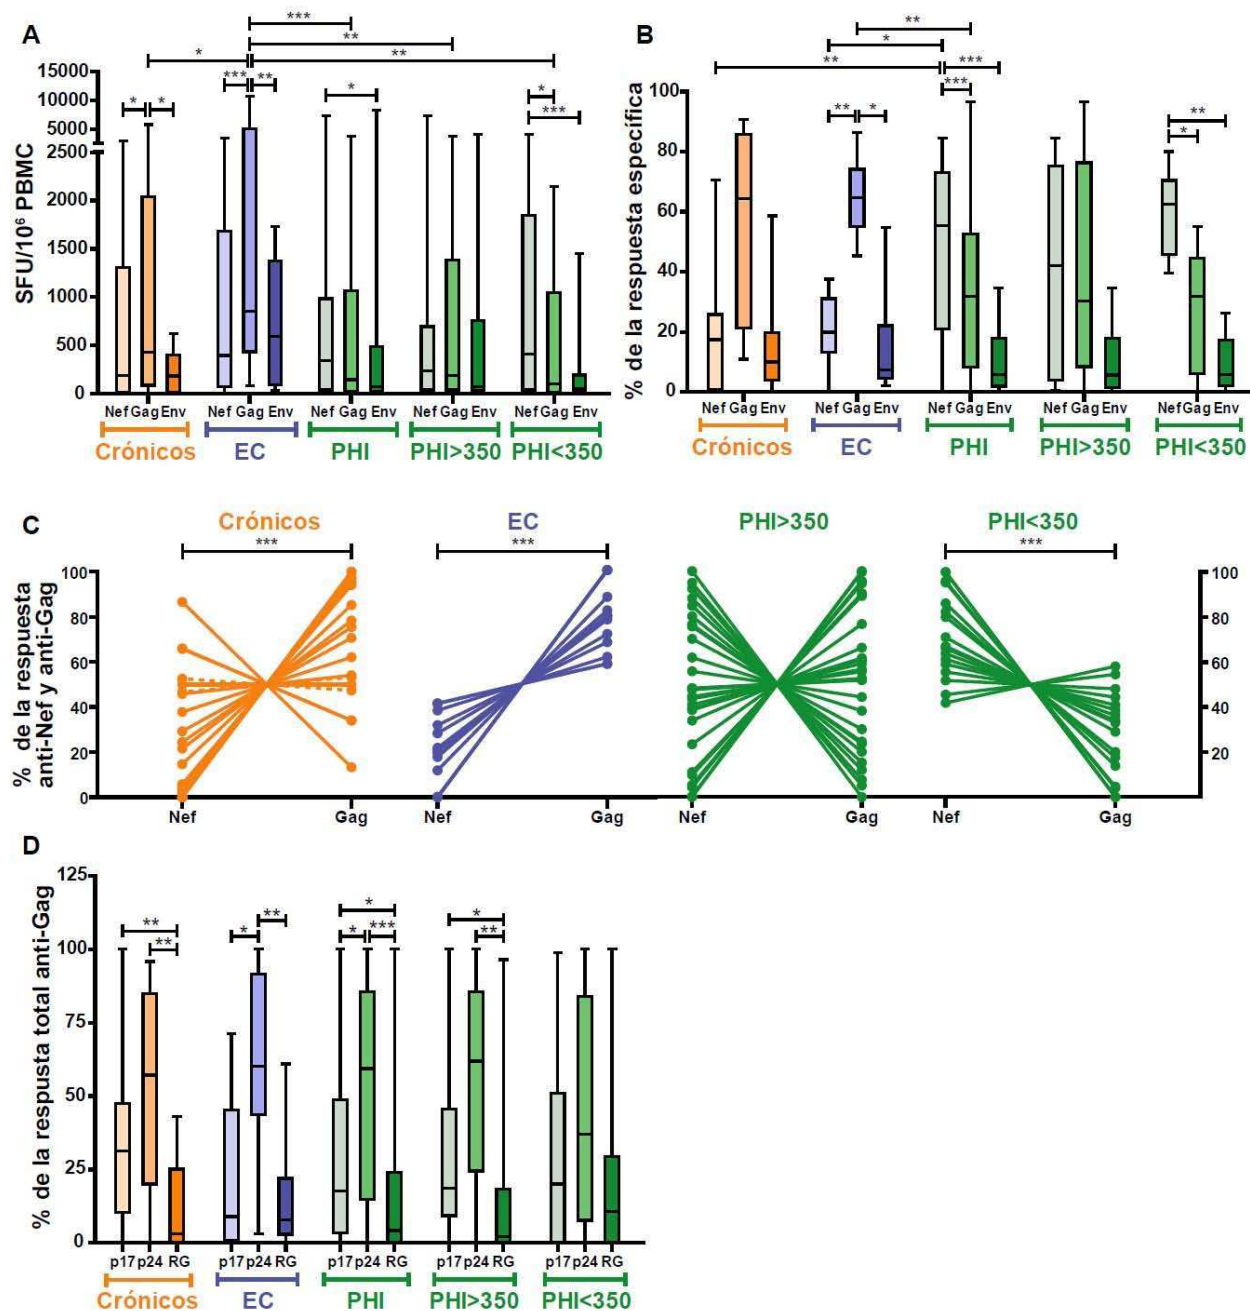 A
*** 
** 
* **
*** ** 
* * * * ***
15000
10000
5000
2500
2000
1500
1000
500
0
SFU/10⁶ PBMC
Nef Gag Env Nef Gag Env Nef Gag Env Nef Gag Env Nef Gag Env
Crónicos EC PHI PHI>350 PHI<350
B
**
*
** ***
*** ** * ** *
100
80
60
40
20
0
% de la respuesta específica
Nef Gag Env Nef Gag Env Nef Gag Env Nef Gag Env Nef Gag Env
Crónicos EC PHI PHI>350 PHI<350
C
Crónicos EC PHI>350 PHI<350
*** *** ***
% de la respuesta
anti-Nef y anti-Gag
100 100
80 80
60 60
40 40
20 20
0
Nef Gag Nef Gag Nef Gag Nef Gag
D
% de la respusta total anti-Gag
125
100
75
50
25
0
** ** * ** * * *** * **
p17 p24 RG p17 p24 RG p17 p24 RG p17 p24 RG p17 p24 RG
Crónicos EC PHI PHI>350 PHI<350